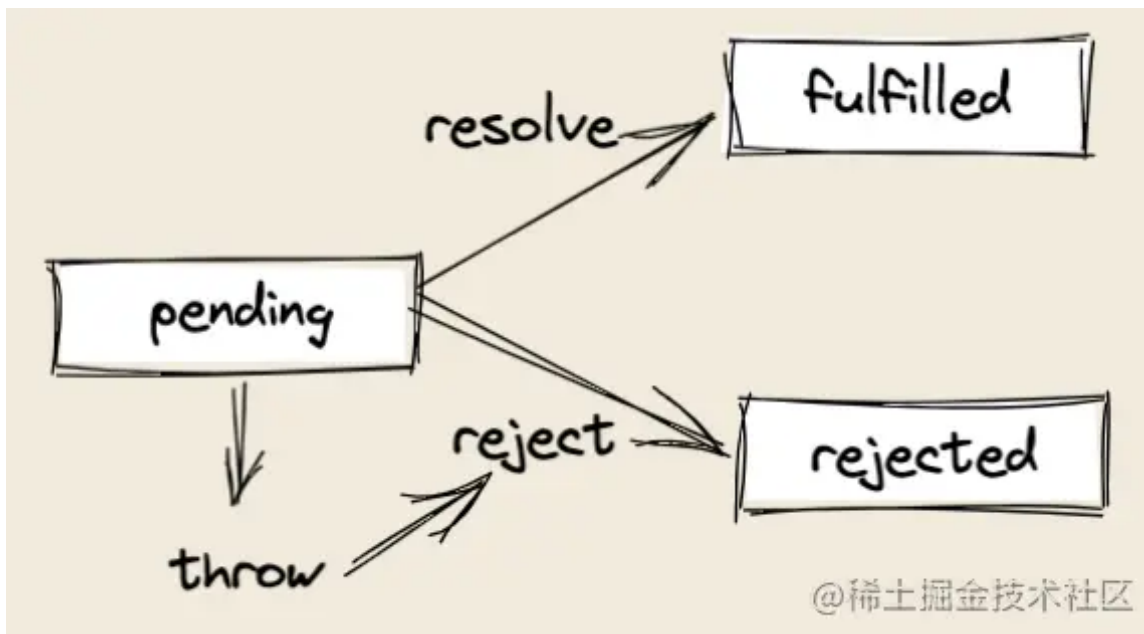 fulfilled
resolve
pending
reject
rejected
throw
@稀土掘金技术社区